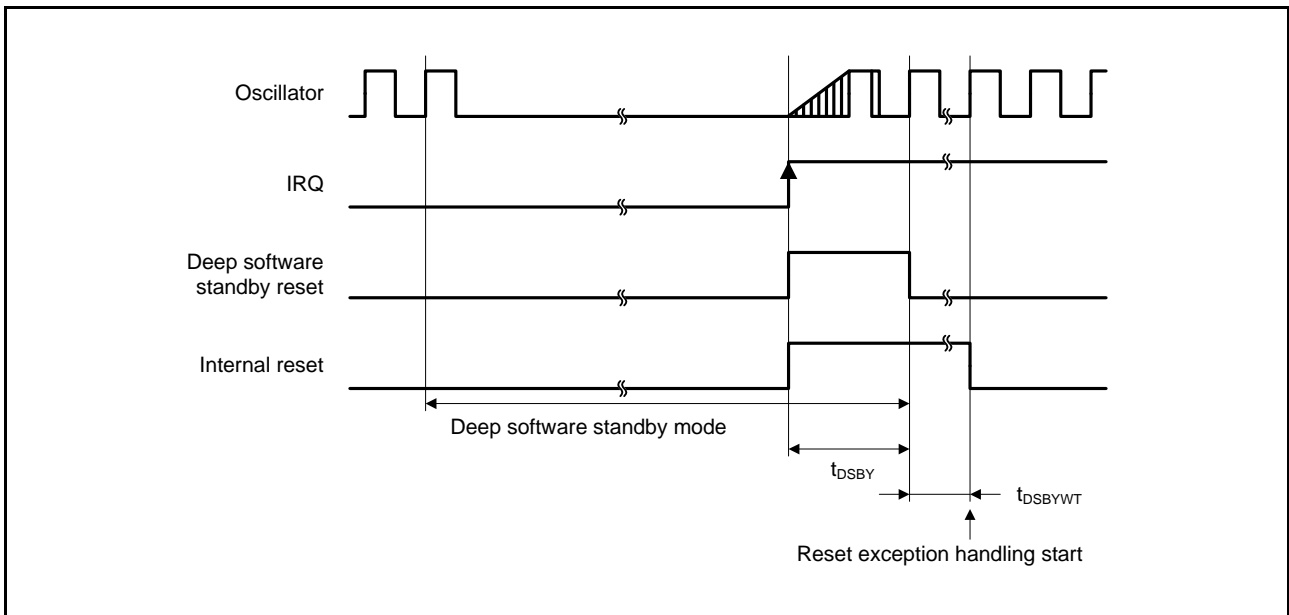 Oscillator
IRQ
Deep software
standby reset
Internal reset
Deep software standby mode
tDSBY
tDSBYWT
Reset exception handling start